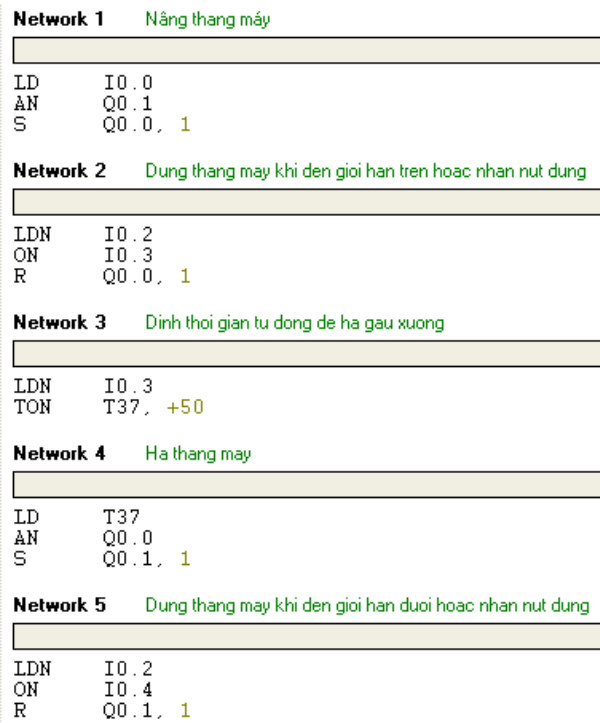 Network 1 Nâng thang máy
LD I0.0
AN Q0.1
S Q0.0, 1
Network 2 Dung thang may khi den gioi han tren hoac nhan nut dung
LDN I0.2
ON I0.3
R Q0.0, 1
Network 3 Dinh thoi gian tu dong de ha gau xuong
LDN I0.3
TON T37, +50
Network 4 Ha thang may
LD T37
AN Q0.0
S Q0.1, 1
Network 5 Dung thang may khi den gioi han duoi hoac nhan nut dung
LDN I0.2
ON I0.4
R Q0.1, 1